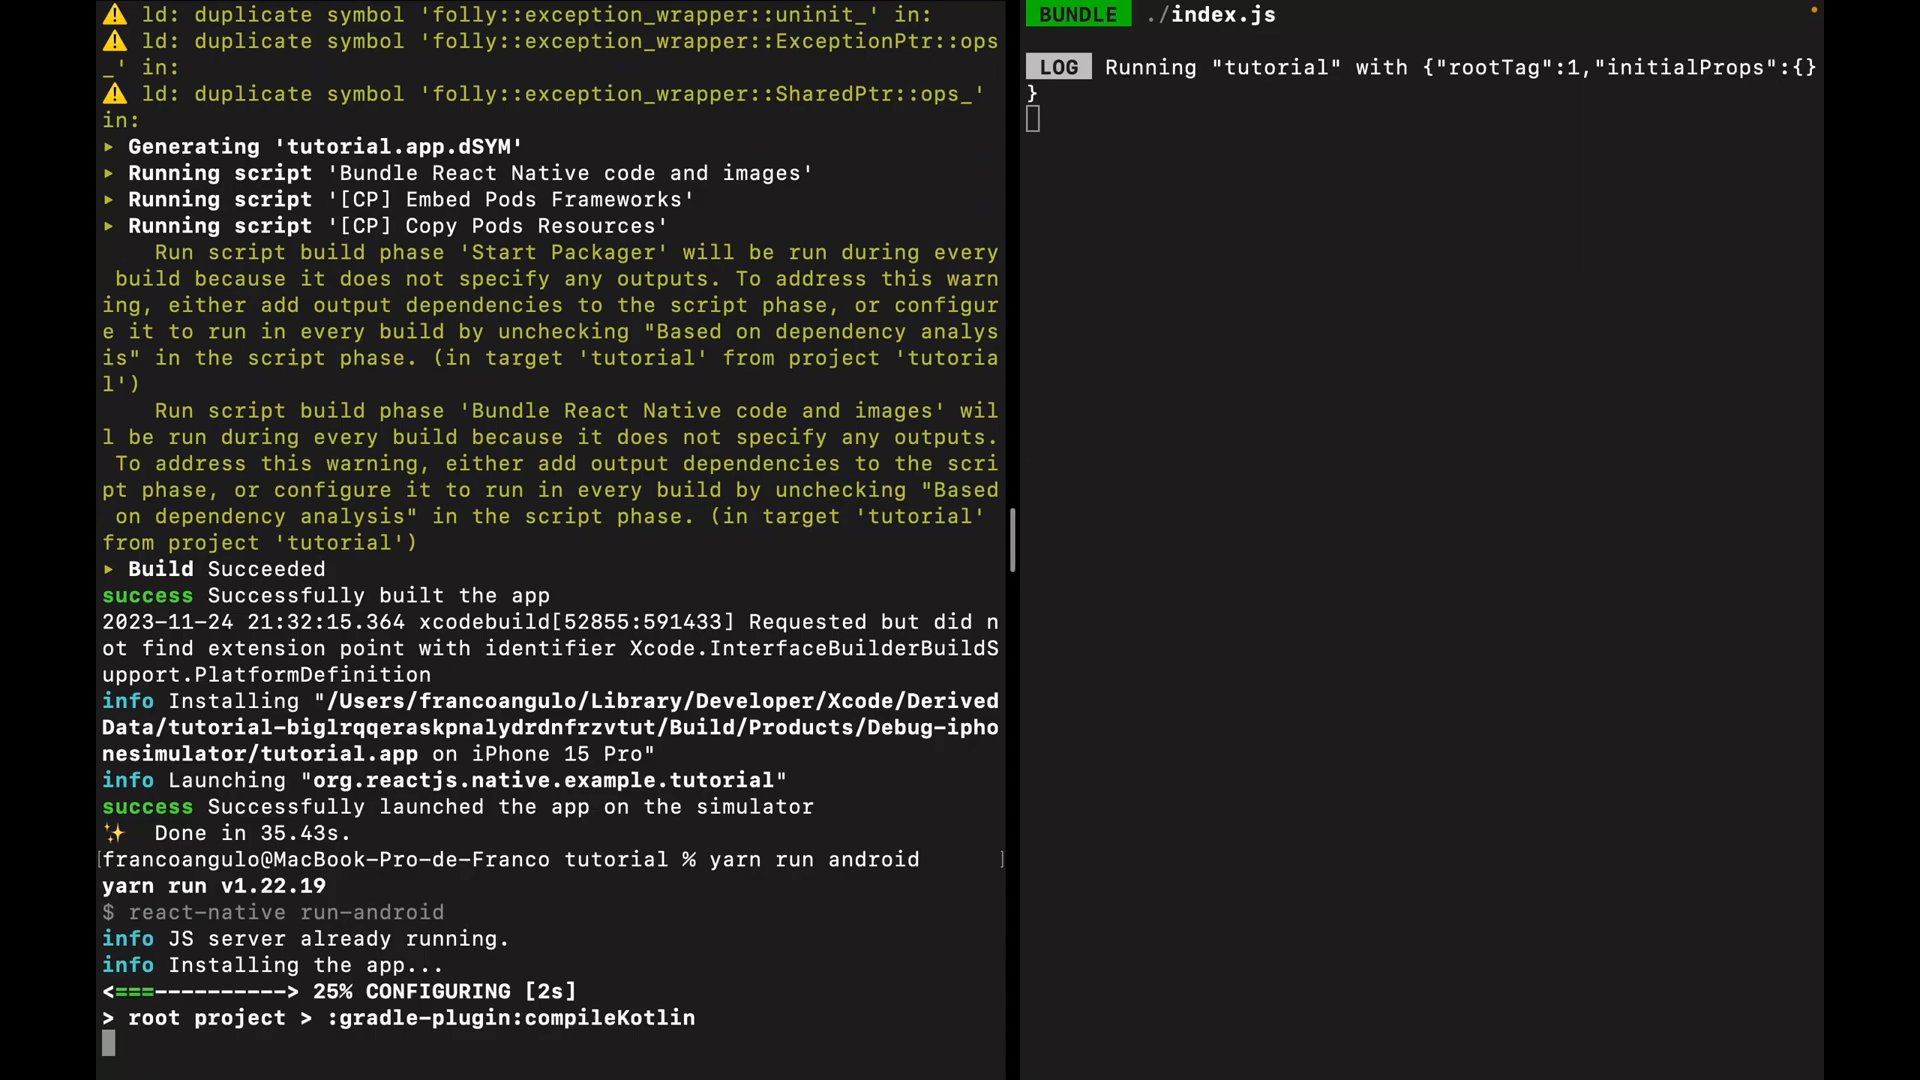 ⚠️ ld: duplicate symbol 'folly::exception_wrapper::uninit_' in:
⚠️ ld: duplicate symbol 'folly::exception_wrapper::ExceptionPtr::ops
_' in:
⚠️ ld: duplicate symbol 'folly::exception_wrapper::SharedPtr::ops_'
in:
▸ Generating 'tutorial.app.dSYM'
▸ Running script 'Bundle React Native code and images'
▸ Running script '[CP] Embed Pods Frameworks'
▸ Running script '[CP] Copy Pods Resources'
Run script build phase 'Start Packager' will be run during every
build because it does not specify any outputs. To address this warn
ing, either add output dependencies to the script phase, or configur
e it to run in every build by unchecking "Based on dependency analys
is" in the script phase. (in target 'tutorial' from project 'tutoria
l')
Run script build phase 'Bundle React Native code and images' wil
l be run during every build because it does not specify any outputs.
To address this warning, either add output dependencies to the scri
pt phase, or configure it to run in every build by unchecking "Based
on dependency analysis" in the script phase. (in target 'tutorial'
from project 'tutorial')
▸ Build Succeeded
success Successfully built the app
2023-11-24 21:32:15.364 xcodebuild[52855:591433] Requested but did n
ot find extension point with identifier Xcode.InterfaceBuilderBuildS
upport.PlatformDefinition
info Installing "/Users/francoangulo/Library/Developer/Xcode/Derived
Data/tutorial-biglrqqeraskpnalydrdnfrzvtut/Build/Products/Debug-ipho
nesimulator/tutorial.app on iPhone 15 Pro"
info Launching "org.reactjs.native.example.tutorial"
success Successfully launched the app on the simulator
✨ Done in 35.43s.
[francoangulo@MacBook-Pro-de-Franco tutorial % yarn run android ]
yarn run v1.22.19
$ react-native run-android
info JS server already running.
info Installing the app...
<===----------> 25% CONFIGURING [2s]
> root project > :gradle-plugin:compileKotlin
BUNDLE ./index.js
LOG Running "tutorial" with {"rootTag":1,"initialProps":{}
}